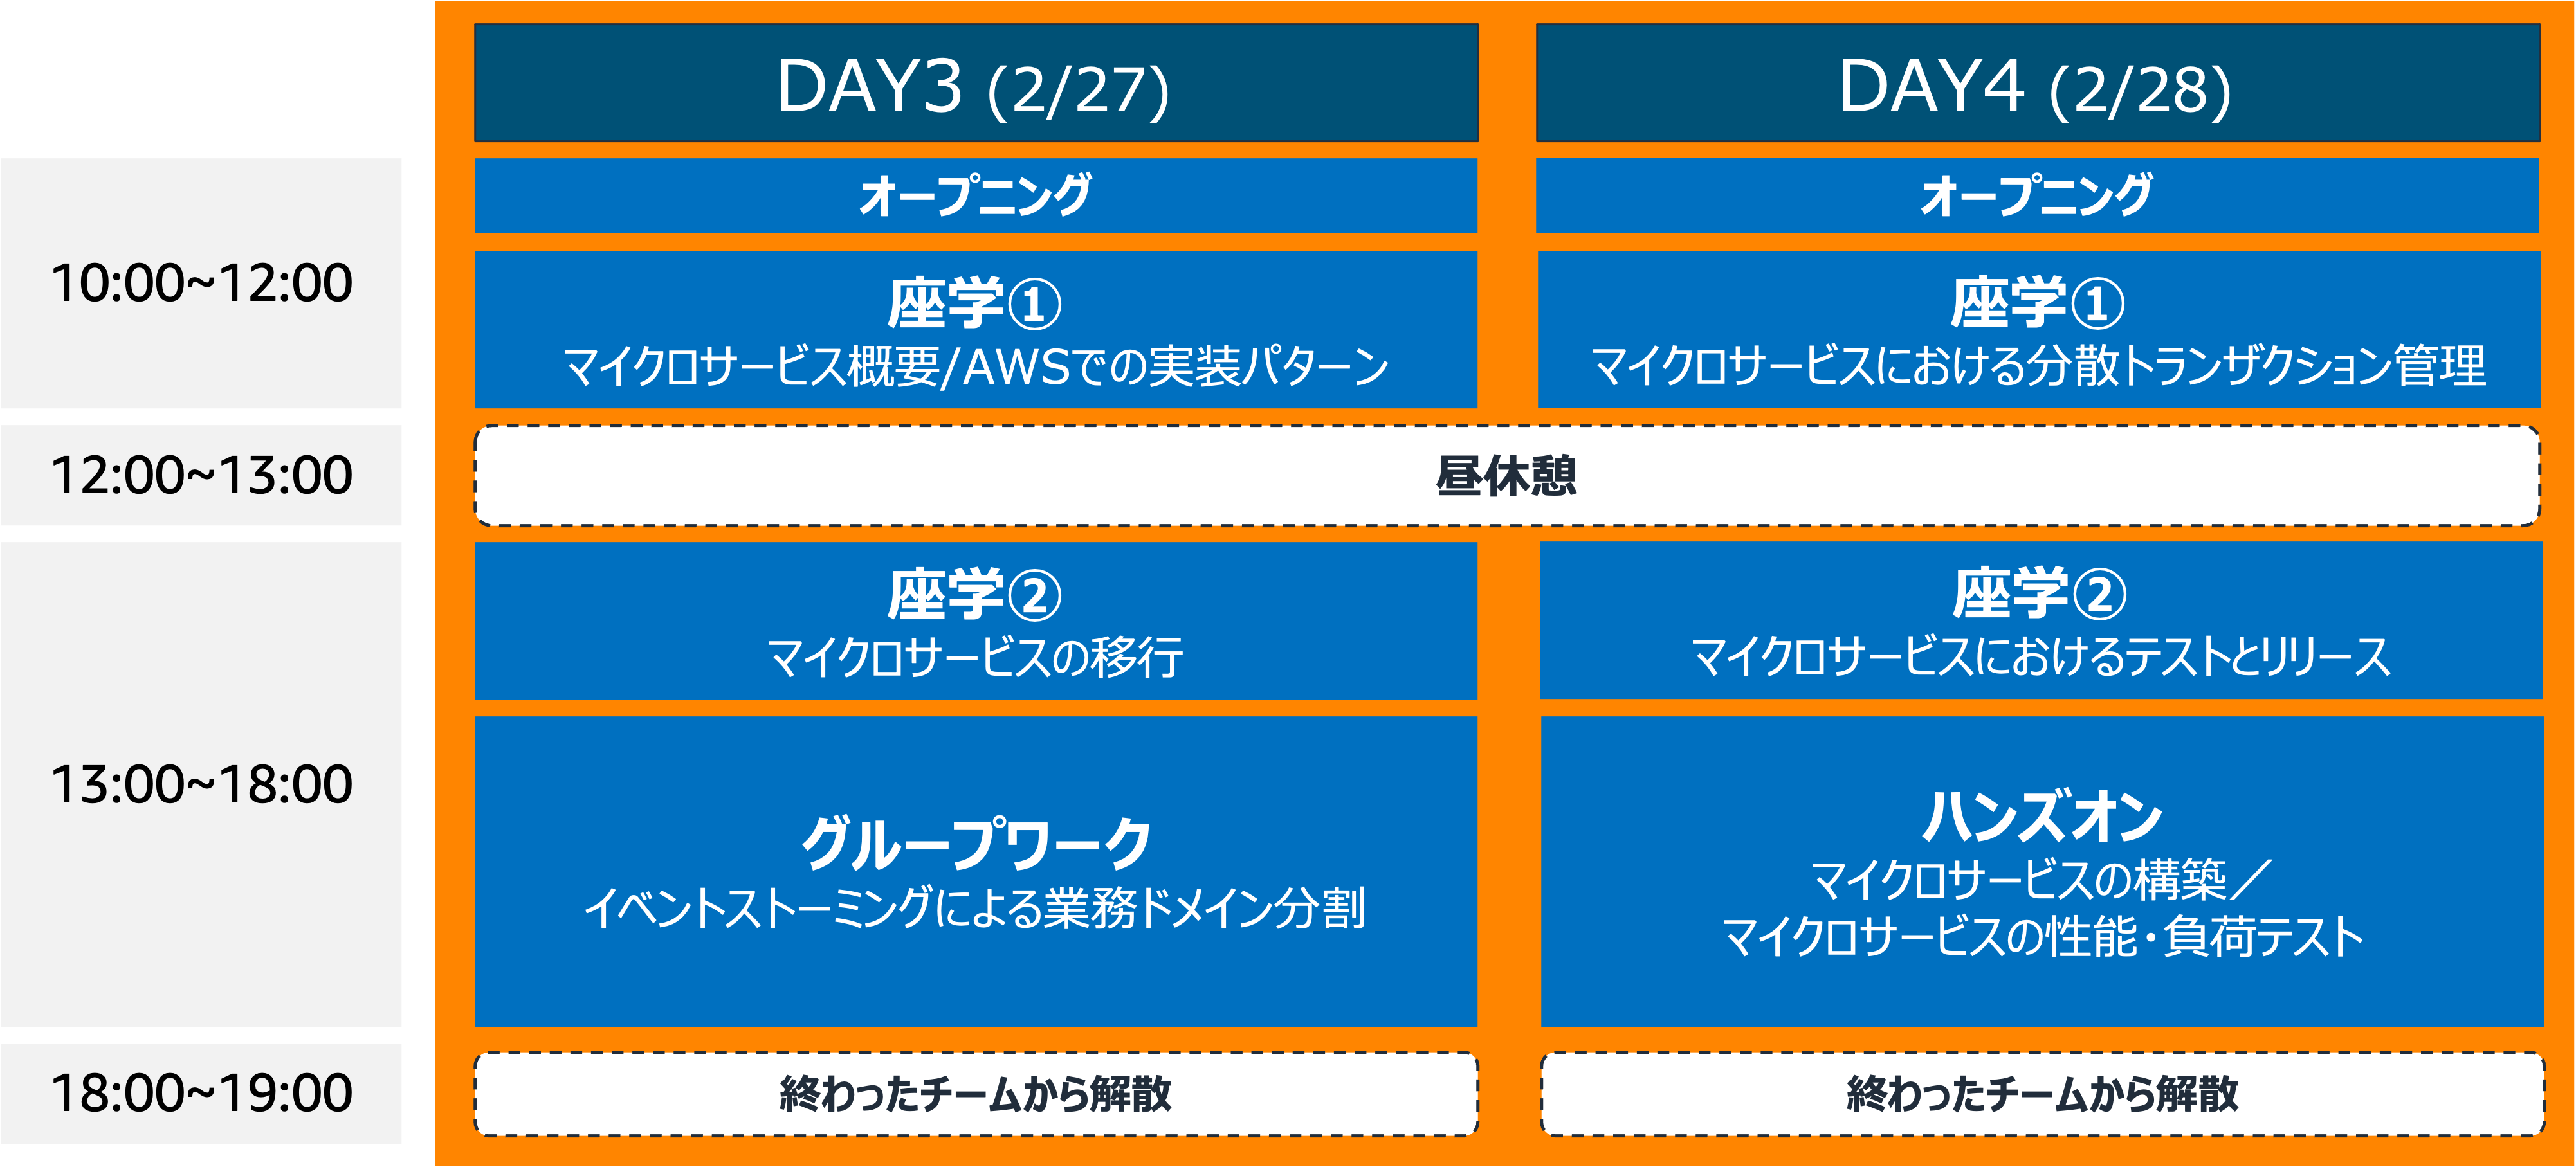 DAY3 (2/27)
DAY4 (2/28)
10:00~12:00
オープニング
オープニング
座学①
マイクロサービス概要/AWSでの実装パターン
座学①
マイクロサービスにおける分散トランザクション管理
12:00~13:00
昼休憩
13:00~18:00
座学②
マイクロサービスの移行
座学②
マイクロサービスにおけるテストとリリース
グループワーク
イベントストーミングによる業務ドメイン分割
ハンズオン
マイクロサービスの構築／
マイクロサービスの性能・負荷テスト
18:00~19:00
終わったチームから解散
終わったチームから解散